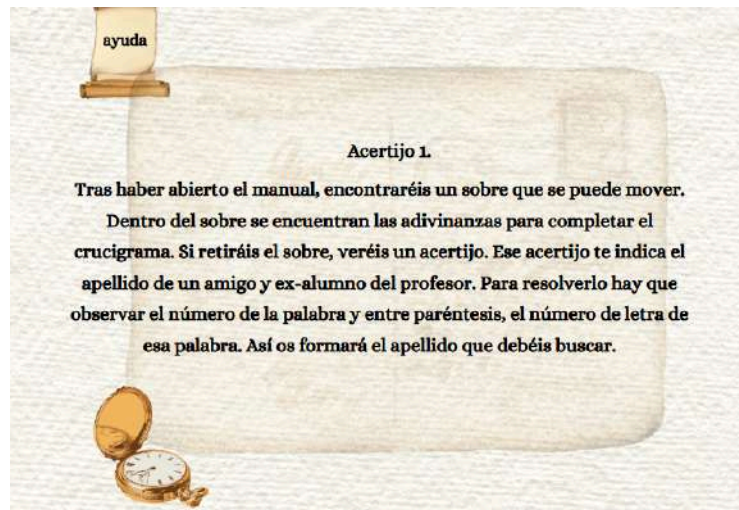 ayuda
Acertijo 1.
Tras haber abierto el manual, encontraréis un sobre que se puede mover.
Dentro del sobre se encuentran las adivinanzas para completar el
crucigrama. Si retiráis el sobre, veréis un acertijo. Ese acertijo te indica el
apellido de un amigo y ex-alumno del profesor. Para resolverlo hay que
observar el número de la palabra y entre paréntesis, el número de letra de
esa palabra. Así os formará el apellido que debéis buscar.